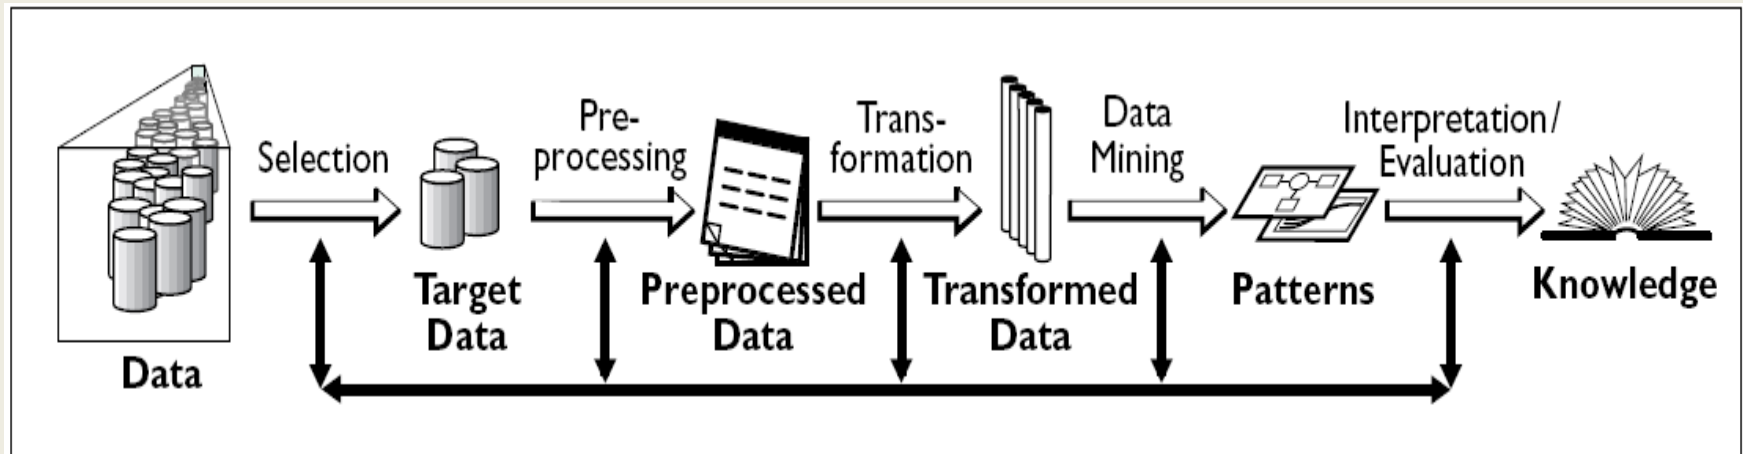 Selection
Pre-
processing
Trans-
formation
Data
Mining
Interpretation/
Evaluation
Data
Target
Data
Preprocessed
Data
Transformed
Data
Patterns
Knowledge